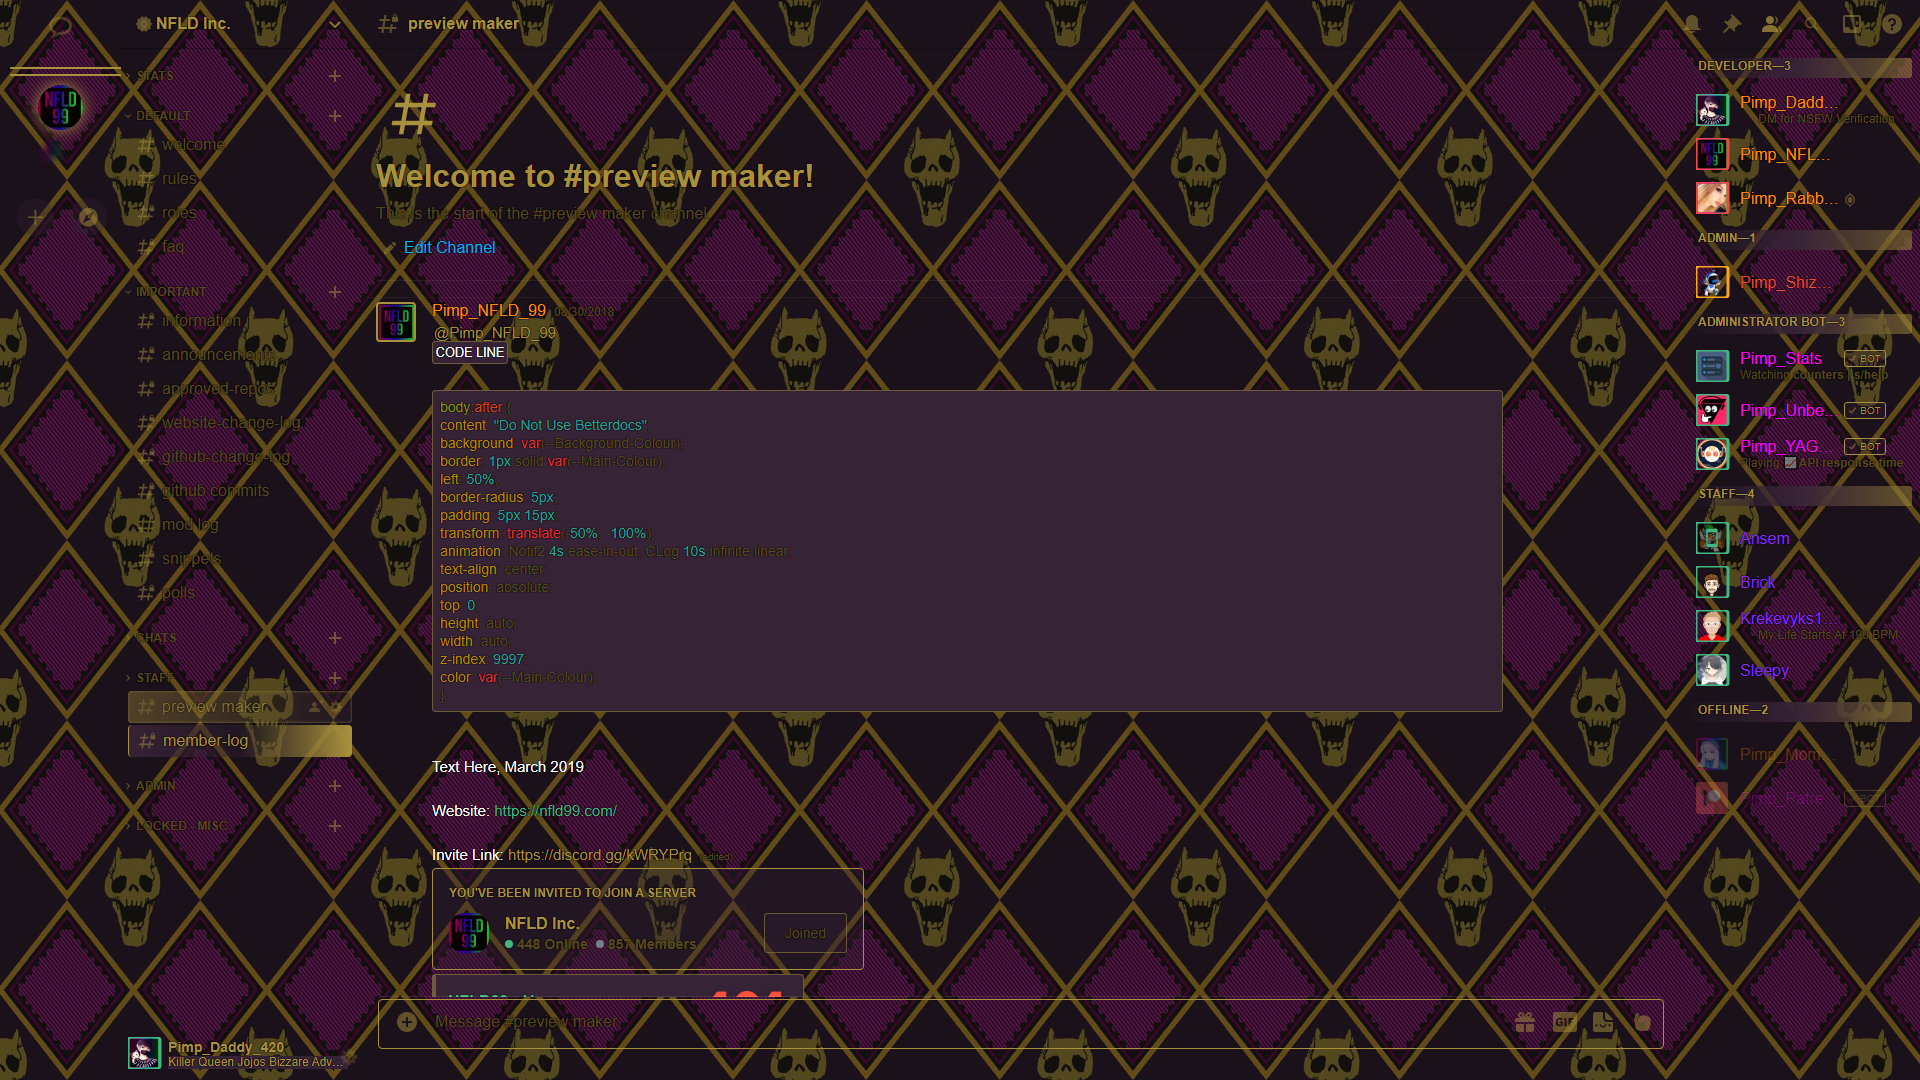 NFLD Inc.
preview maker
STATS
DEFAULT
welcome
rules
roles
faq
IMPORTANT
information
announcements
approved-repos
website-change-log
github-change-log
github commits
mod log
snippets
polls
CHATS
STAFF
preview maker
member-log
ADMIN
LOCKED - MISC
Pimp_Daddy_420
Killer Queen Jojos Bizzare Adv...
NFLD
99
Welcome to #preview maker!
This is the start of the #preview maker channel.
Edit Channel
Pimp_NFLD_99 08/30/2018
@Pimp_NFLD_99
CODE LINE
body:after {
content: "Do Not Use Betterdocs";
background: var(--Background-Colour);
border: 1px solid var(--Main-Colour);
left: 50%;
border-radius: 5px;
padding: 5px 15px;
transform: translate(-50%, -100%);
animation: Notif2 4s ease-in-out, CLog 10s infinite linear;
text-align: center;
position: absolute;
top: 0;
height: auto;
width: auto;
z-index: 9997;
color: var(--Main-Colour);
}
Text Here, March 2019
Website: https://nfld99.com/
Invite Link: https://discord.gg/kWRYPrq (edited)
YOU'VE BEEN INVITED TO JOIN A SERVER
NFLD
99
NFLD Inc.
448 Online 857 Members
Joined
Message #preview maker
GIF
DEVELOPER—3
Pimp_Dadd...
DM for NSFW Verification
Pimp_NFL...
Pimp_Rabb...
ADMIN—1
Pimp_Shiz...
ADMINISTRATOR BOT—3
Pimp_Stats BOT
Watching counters | s/help
Pimp_Unbe... BOT
Pimp_YAG... BOT
Playing API response time
STAFF—4
Ansem
Brick
Krekevyks1...
My Life Starts At 190 BPM
Sleepy
OFFLINE—2
Pimp_Mom...
Pimp_Patre... BOT